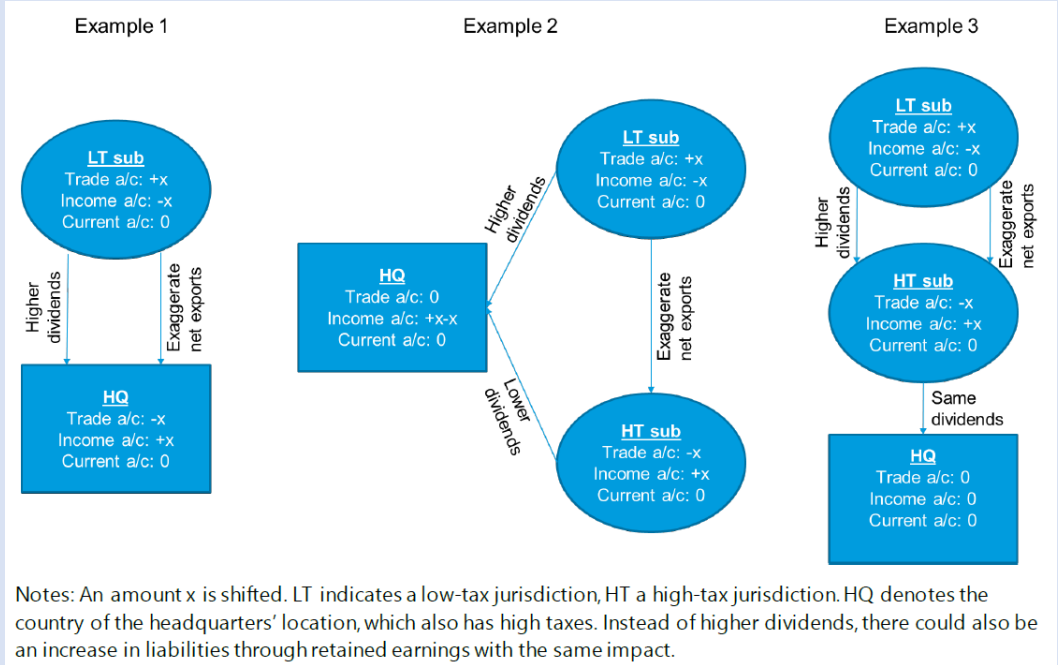 Example 1
LT sub
Trade a/c: +x
Income a/c: -x
Current a/c: 0
Higher
dividends
Exaggerate
net exports
HQ
Trade a/c: -x
Income a/c: +x
Current a/c: 0
Example 2
LT sub
Trade a/c: +x
Income a/c: -x
Current a/c: 0
Higher
dividends
HQ
Trade a/c: 0
Income a/c: +x-x
Current a/c: 0
Exaggerate
net exports
Lower
dividends
HT sub
Trade a/c: -x
Income a/c: +x
Current a/c: 0
Example 3
LT sub
Trade a/c: +x
Income a/c: -x
Current a/c: 0
Higher
dividends
Exaggerate
net exports
HT sub
Trade a/c: -x
Income a/c: +x
Current a/c: 0
Same
dividends
HQ
Trade a/c: 0
Income a/c: 0
Current a/c: 0
Notes: An amount x is shifted. LT indicates a low-tax jurisdiction, HT a high-tax jurisdiction. HQ denotes the
country of the headquarters' location, which also has high taxes. Instead of higher dividends, there could also be
an increase in liabilities through retained earnings with the same impact.